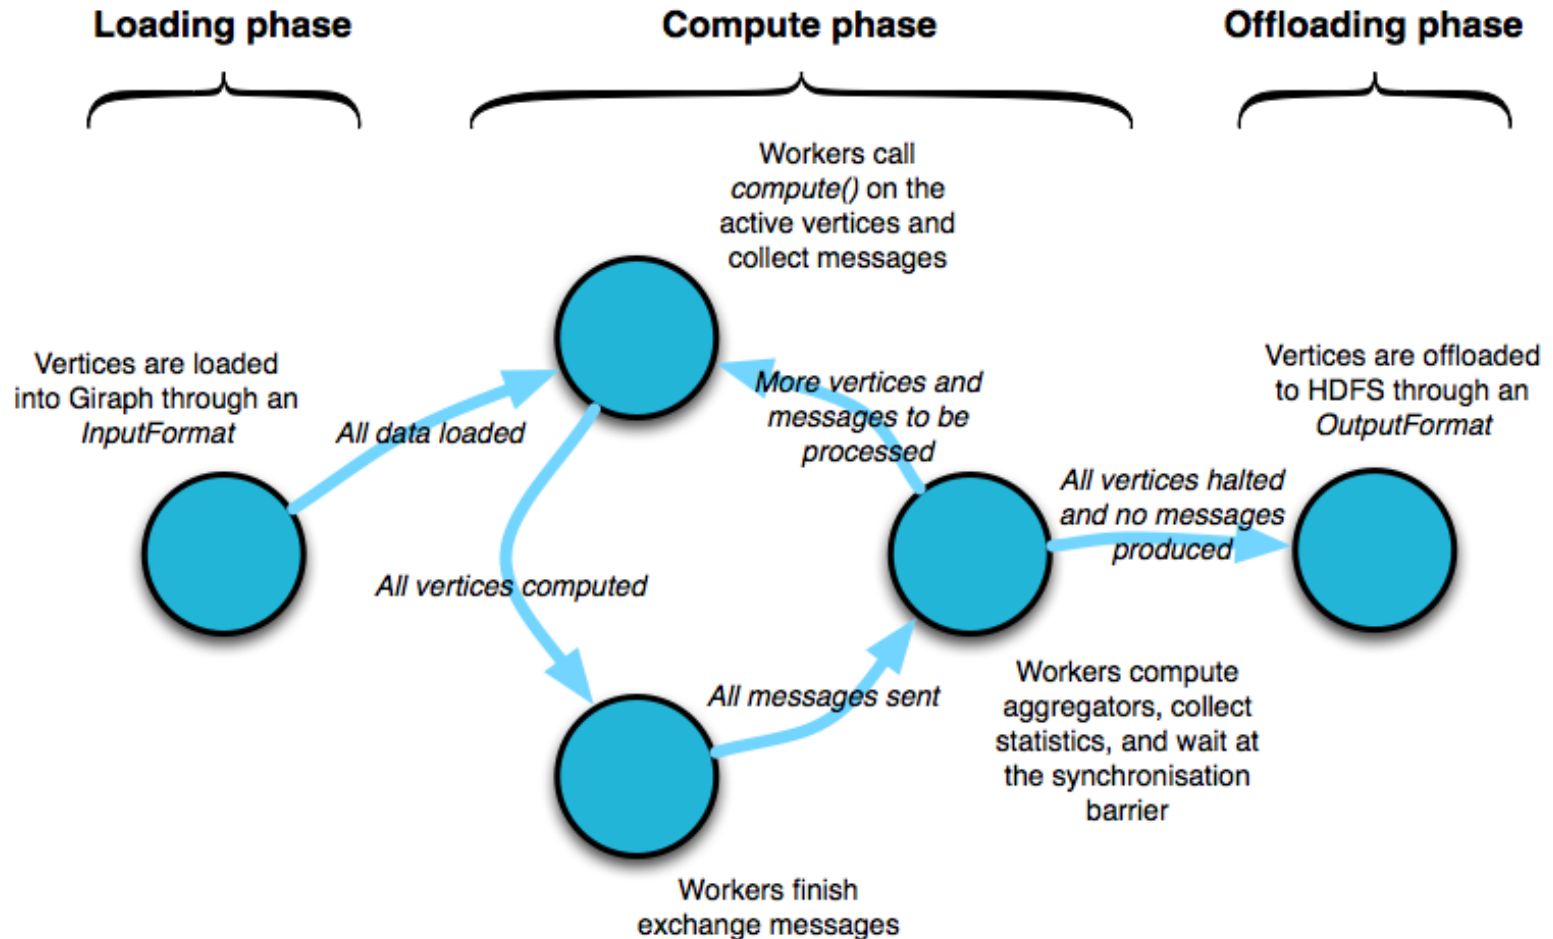 Loading phase
Compute phase
Offloading phase
Workers call
compute() on the
active vertices and
collect messages
Vertices are loaded
into Giraph through an
InputFormat
All data loaded
More vertices and
messages to be
processed
Vertices are offloaded
to HDFS through an
OutputFormat
All vertices halted
and no messages
produced
All vertices computed
All messages sent
Workers compute
aggregators, collect
statistics, and wait at
the synchronisation
barrier
Workers finish
exchange messages